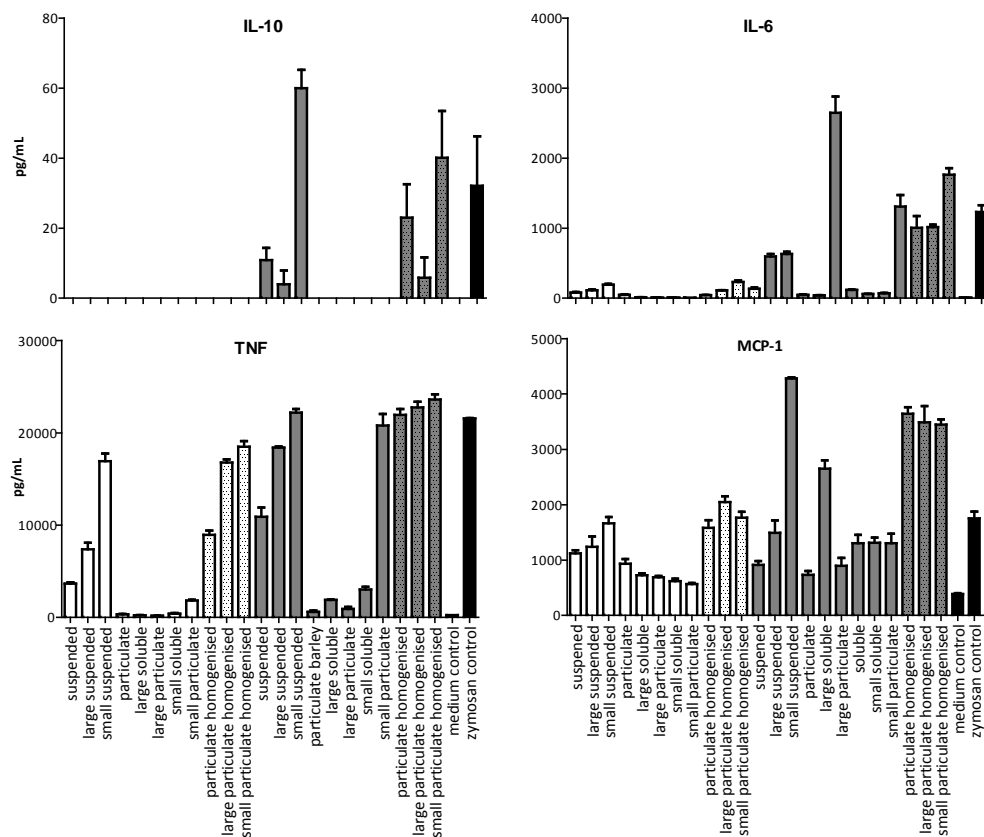 IL-10
80
60
40
20
0
pg/mL
IL-6
4000
3000
2000
1000
0
TNF
30000
20000
10000
0
pg/mL
MCP-1
5000
4000
3000
2000
1000
0
suspended
large suspended
small suspended
particulate
large soluble
large particulate
small soluble
small particulate
particulate homogenised
large particulate homogenised
small particulate homogenised
suspended
large suspended
small suspended
particulate barley
large soluble
large particulate
small soluble
small particulate
particulate homogenised
large particulate homogenised
small particulate homogenised
medium control
zymosan control
suspended
large suspended
small suspended
particulate
large soluble
large particulate
small soluble
small particulate
particulate homogenised
large particulate homogenised
small particulate homogenised
suspend
large suspended
small suspended
particulate
large soluble
large particulate
soluble
small soluble
small particulate
particulate homogenised
large particulate homogenised
small particulate homogenised
medium control
zymosan control